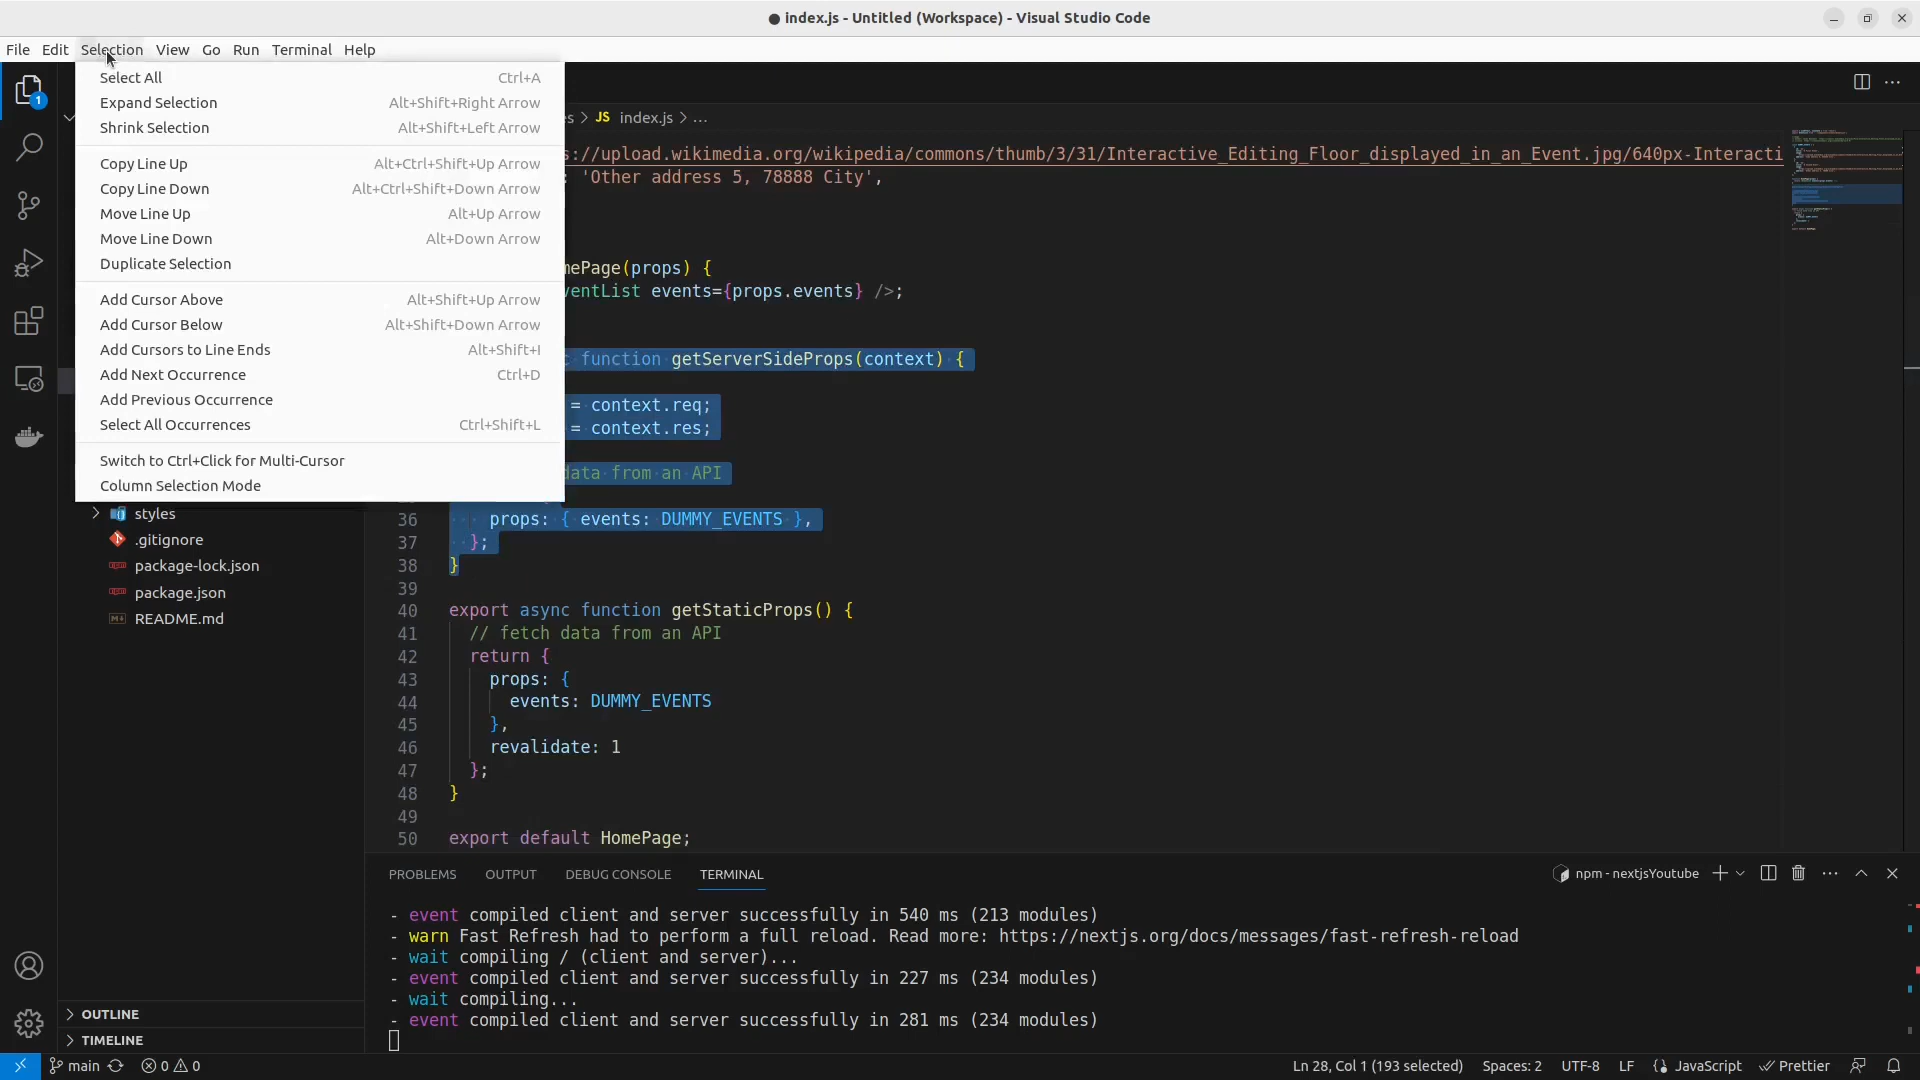 ● index.js - Untitled (Workspace) - Visual Studio Code
File Edit Selection View Go Run Terminal Help
Select All Ctrl+A
Expand Selection Alt+Shift+Right Arrow
Shrink Selection Alt+Shift+Left Arrow
Copy Line Up Alt+Ctrl+Shift+Up Arrow
Copy Line Down Alt+Ctrl+Shift+Down Arrow
Move Line Up Alt+Up Arrow
Move Line Down Alt+Down Arrow
Duplicate Selection
Add Cursor Above Alt+Shift+Up Arrow
Add Cursor Below Alt+Shift+Down Arrow
Add Cursors to Line Ends Alt+Shift+I
Add Next Occurrence Ctrl+D
Add Previous Occurrence
Select All Occurrences Ctrl+Shift+L
Switch to Ctrl+Click for Multi-Cursor
Column Selection Mode
1
styles
.gitignore
package-lock.json
package.json
README.md
OUTLINE
TIMELINE
es > JS index.js > ...
s://upload.wikimedia.org/wikipedia/commons/thumb/3/31/Interactive_Editing_Floor_displayed_in_an_Event.jpg/640px-Interacti
: 'Other address 5, 78888 City',
mePage(props) {
ventList events={props.events} />;
c function getServerSideProps(context) {
= context.req;
= context.res;
data from an API
36 props: { events: DUMMY_EVENTS },
37 };
38 }
39
40 export async function getStaticProps() {
41 // fetch data from an API
42 return {
43 props: {
44 events: DUMMY_EVENTS
45 },
46 revalidate: 1
47 };
48 }
49
50 export default HomePage;
PROBLEMS OUTPUT DEBUG CONSOLE TERMINAL npm - nextjsYoutube
- event compiled client and server successfully in 540 ms (213 modules)
- warn Fast Refresh had to perform a full reload. Read more: https://nextjs.org/docs/messages/fast-refresh-reload
- wait compiling / (client and server)...
- event compiled client and server successfully in 227 ms (234 modules)
- wait compiling...
- event compiled client and server successfully in 281 ms (234 modules)
main 0 0 Ln 28, Col 1 (193 selected) Spaces: 2 UTF-8 LF JavaScript Prettier